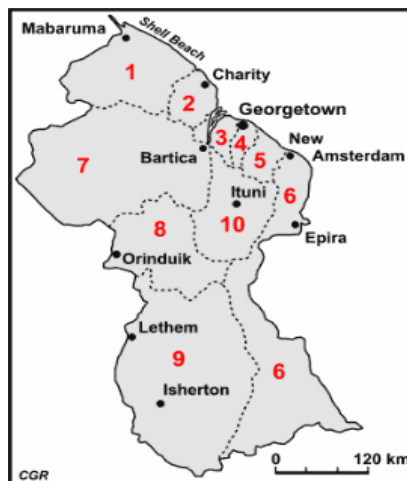 Mabaruma
Shell Beach
1
2
Charity
Georgetown
3
4
New
Amsterdam
7
Bartica
5
Ituni
6
8
10
Epira
Orinduik
Lethem
9
6
Isherton
0 120 km
CGR